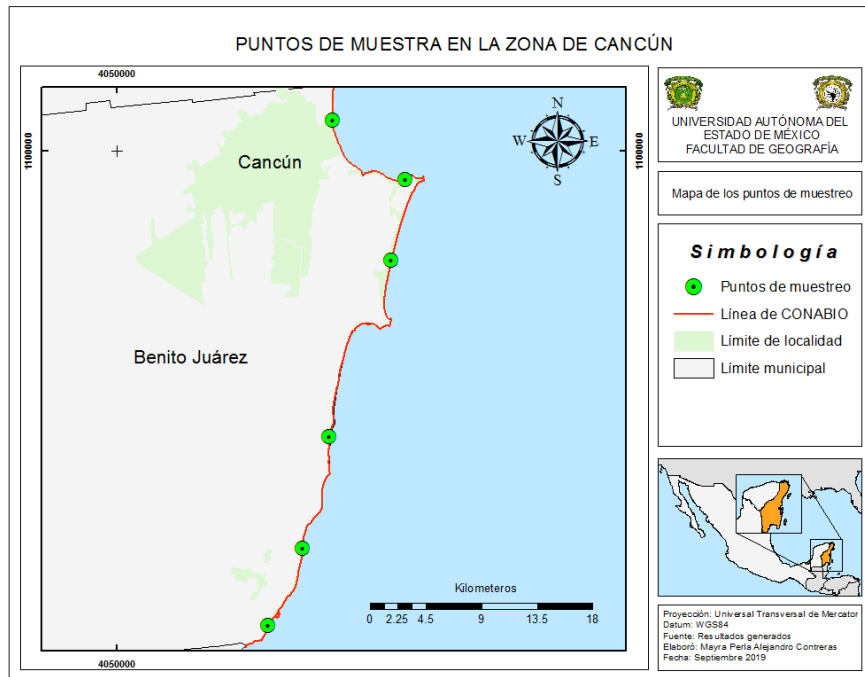 PUNTOS DE MUESTRA EN LA ZONA DE CANCÚN
4050000
1100000
1100000
N
W
E
S
Cancún
Benito Juárez
Kilometeros
0 2.25 4.5 9 13.5 18
4050000
UNIVERSIDAD AUTÓNOMA DEL
ESTADO DE MÉXICO
FACULTAD DE GEOGRAFÍA
Mapa de los puntos de muestreo
Simbología
Puntos de muestreo
Línea de CONABIO
Límite de localidad
Límite municipal
Proyección: Universal Transversal de Mercator
Datum: WGS84
Fuente: Resultados generados
Elaboró: Mayra Perla Alejandro Contreras
Fecha: Septiembre 2019